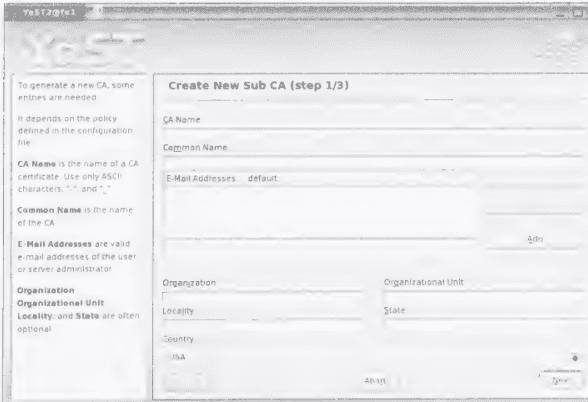 YaST2@fe1
YaST
To generate a new CA, some
entries are needed
It depends on the policy
defined in the configuration
file
CA Name is the name of a CA
certificate. Use only ASCII
characters, "-", and "_"
Common Name is the name
of the CA
E-Mail Addresses are valid
e-mail addresses of the user
or server administrator
Organization
Organizational Unit
Locality, and State are often
optional
Create New Sub CA (step 1/3)
CA Name
Common Name
E-Mail Addresses default
Add
Organization
Organizational Unit
Locality
State
Country
USA
Abort
Next